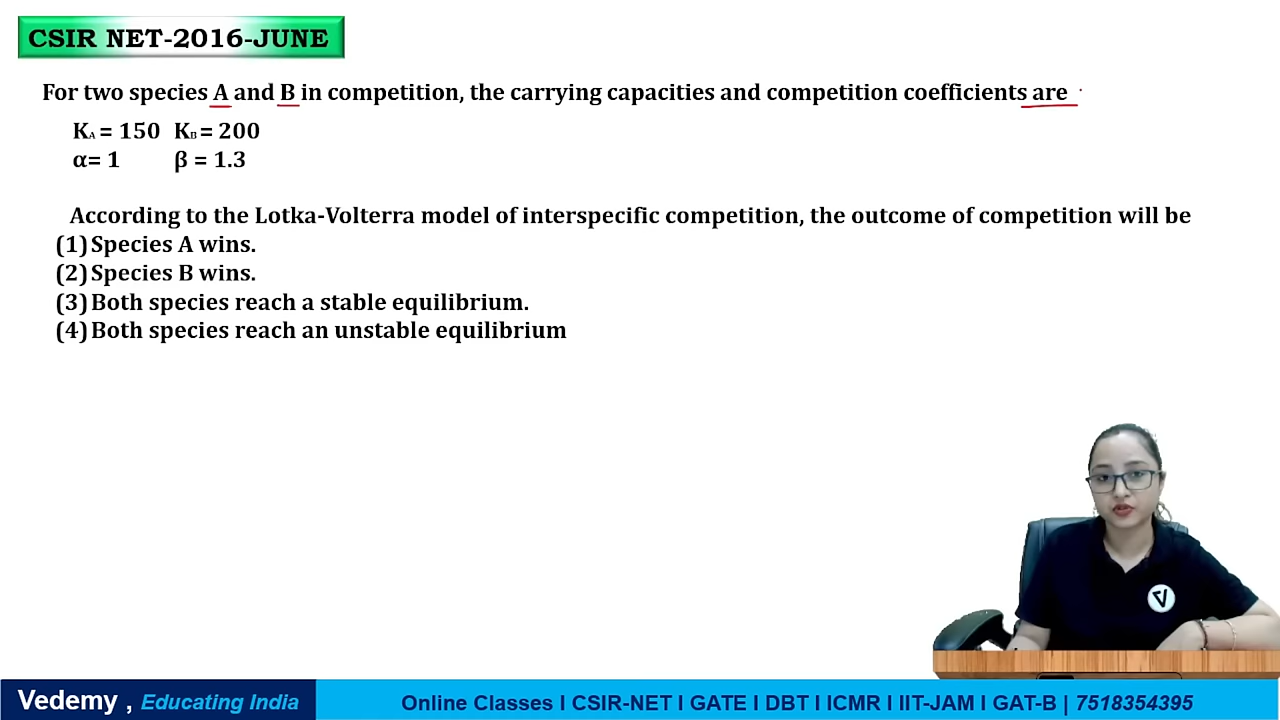 CSIR NET-2016-JUNE
For two species A and B in competition, the carrying capacities and competition coefficients are
KA = 150 KB = 200
α= 1 β = 1.3
According to the Lotka-Volterra model of interspecific competition, the outcome of competition will be
(1) Species A wins.
(2) Species B wins.
(3) Both species reach a stable equilibrium.
(4) Both species reach an unstable equilibrium
Vedemy , Educating India
Online Classes I CSIR-NET I GATE I DBT I ICMR I IIT-JAM I GAT-B | 7518354395